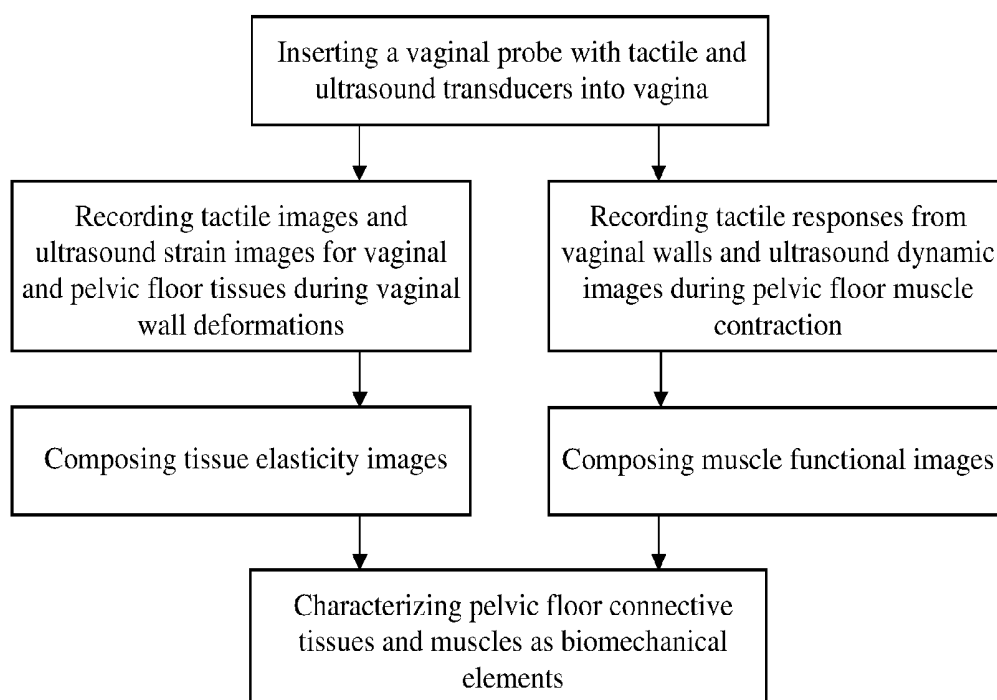 Inserting a vaginal probe with tactile and
ultrasound transducers into vagina
Recording tactile images and
ultrasound strain images for vaginal
and pelvic floor tissues during vaginal
wall deformations
Recording tactile responses from
vaginal walls and ultrasound dynamic
images during pelvic floor muscle
contraction
Composing tissue elasticity images
Composing muscle functional images
Characterizing pelvic floor connective
tissues and muscles as biomechanical
elements